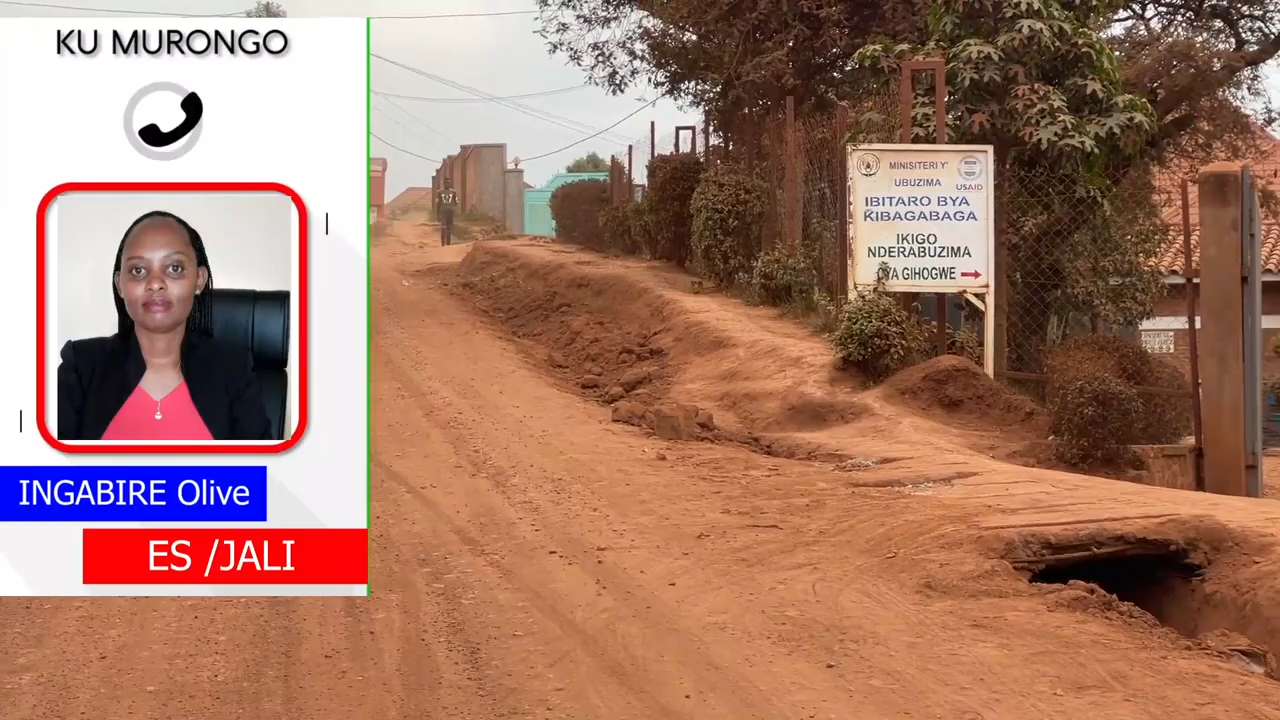 KU MURONGO
INGABIRE Olive
ES /JALI
MINISITERI Y'
UBUZIMA
USAID
IBITARO BYA
KIBAGABAGA
IKIGO
NDERABUZIMA
CYA GIHOGWE